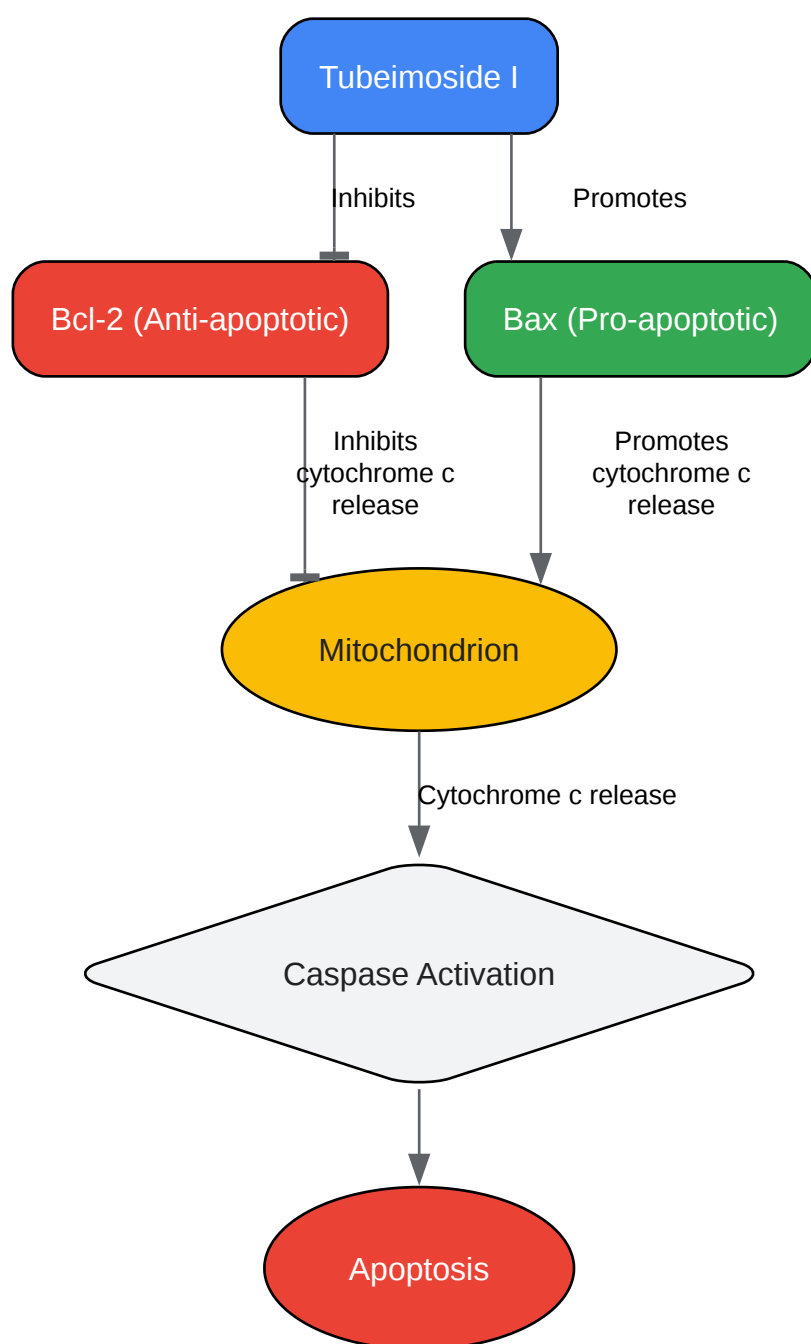 Tubeimoside I
Inhibits
Promotes
Bcl-2 (Anti-apoptotic)
Bax (Pro-apoptotic)
Inhibits
cytochrome c
release
Promotes
cytochrome c
release
Mitochondrion
Cytochrome c release
Caspase Activation
Apoptosis